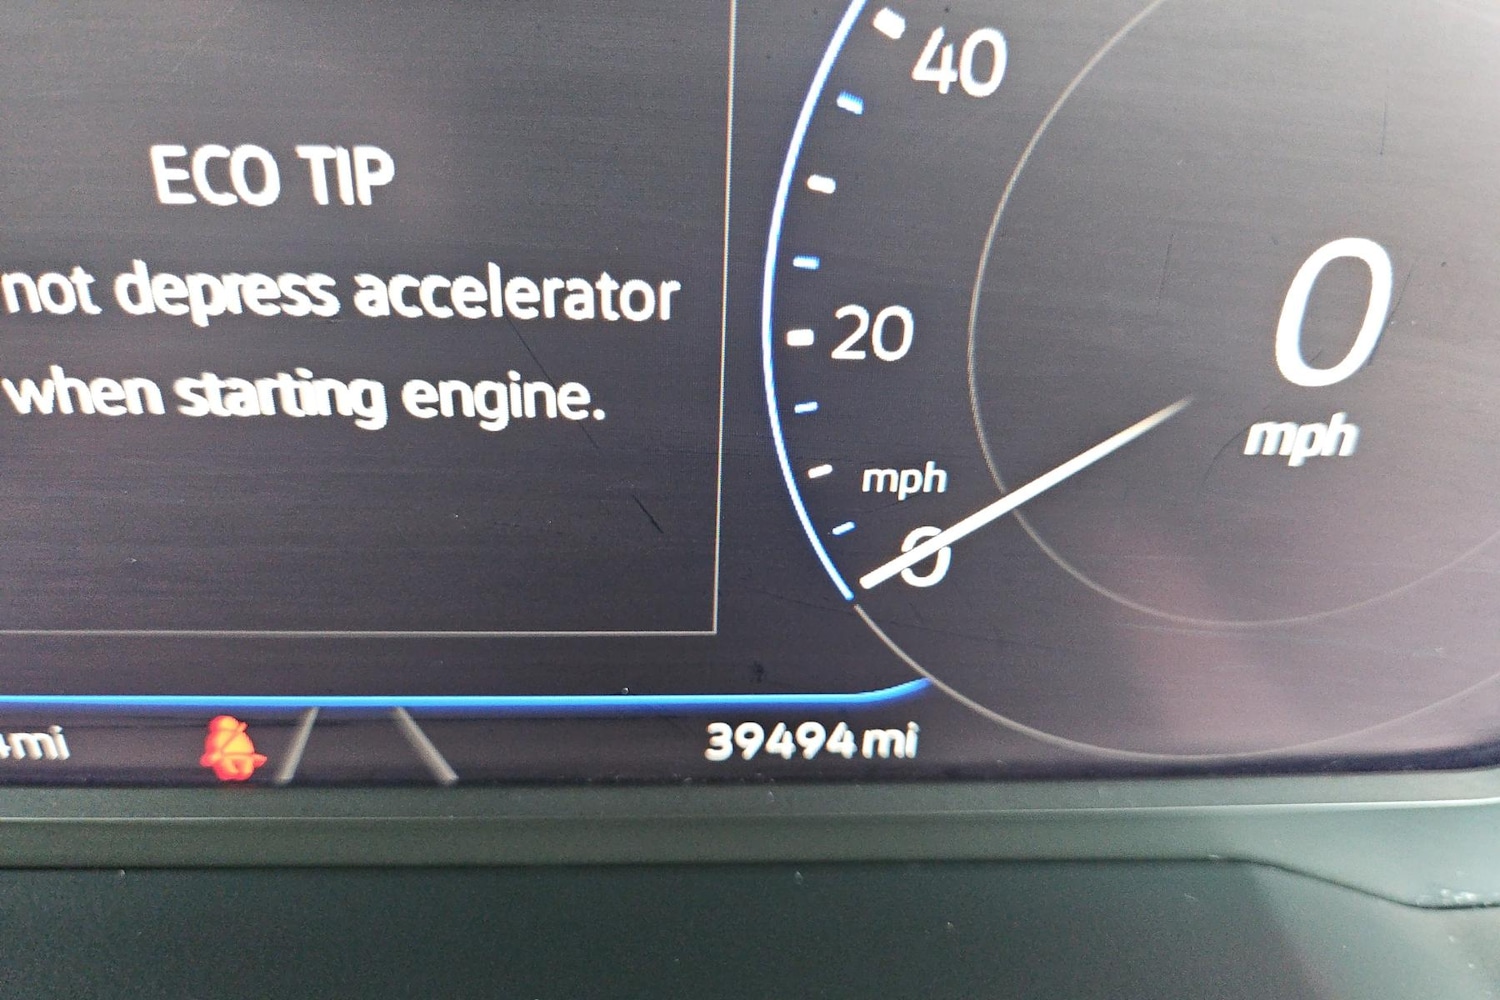 ECO TIP
not depress accelerator
when starting engine.
40
20
mph
0
0
mph
mi
39494 mi